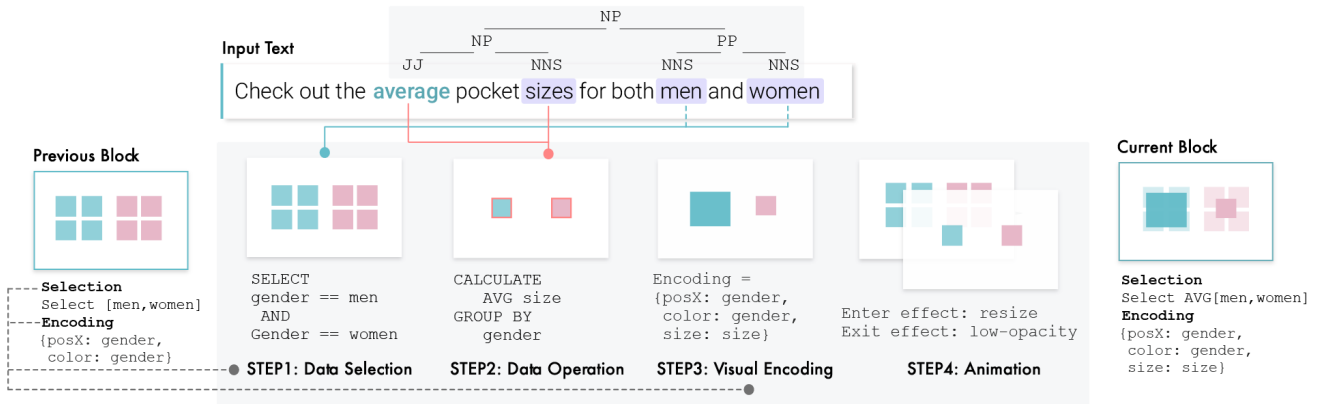 NP
NP PP
JJ NNS NNS NNS
Input Text
Check out the average pocket sizes for both men and women
Previous Block
Selection
Select [men,women]
Encoding
{posX: gender,
color: gender}
SELECT
gender == men
AND
Gender == women
STEP1: Data Selection
CALCULATE
AVG size
GROUP BY
gender
STEP2: Data Operation
Encoding =
{posX: gender,
color: gender,
size: size}
STEP3: Visual Encoding
Enter effect: resize
Exit effect: low-opacity
STEP4: Animation
Current Block
Selection
Select AVG[men,women]
Encoding
{posX: gender,
color: gender,
size: size}